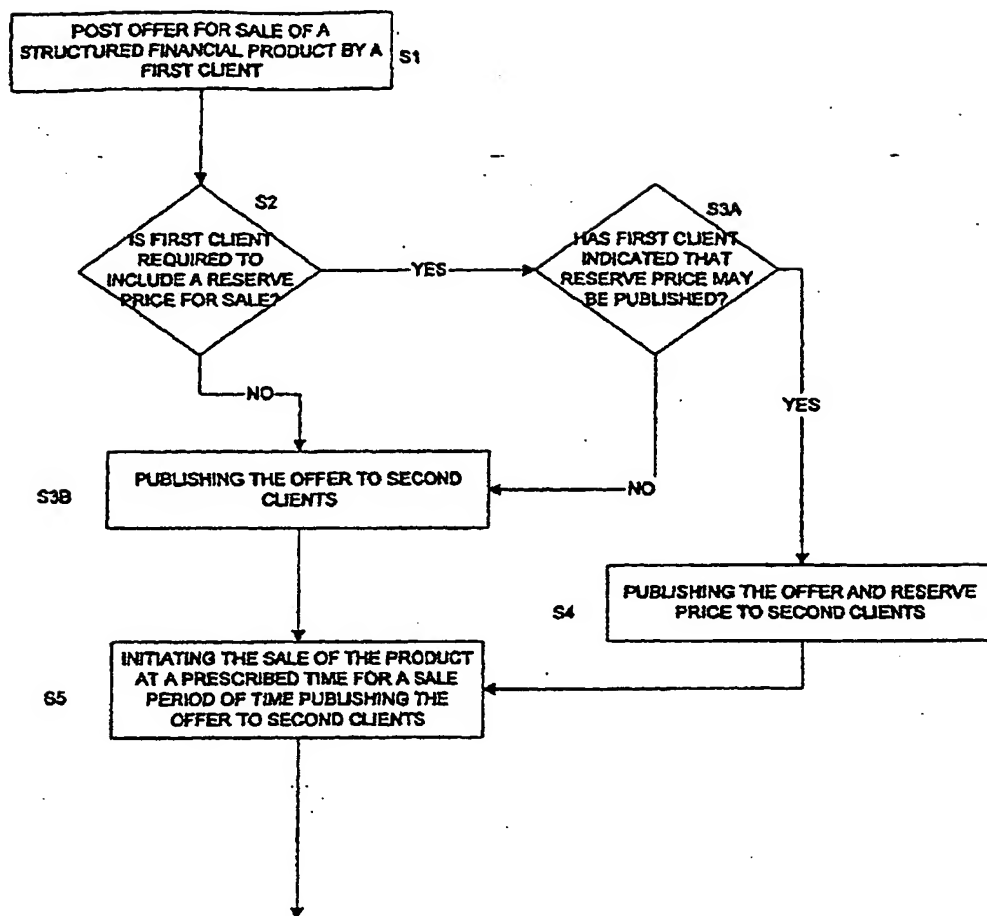 POST OFFER FOR SALE OF A
STRUCTURED FINANCIAL PRODUCT BY A
FIRST CLIENT
S1
S2
IS FIRST CLIENT
REQUIRED TO
INCLUDE A RESERVE
PRICE FOR SALE?
YES
S3A
HAS FIRST CLIENT
INDICATED THAT
RESERVE PRICE MAY
BE PUBLISHED?
NO
YES
S3B
PUBLISHING THE OFFER TO SECOND
CLIENTS
NO
S4
PUBLISHING THE OFFER AND RESERVE
PRICE TO SECOND CLIENTS
S5
INITIATING THE SALE OF THE PRODUCT
AT A PRESCRIBED TIME FOR A SALE
PERIOD OF TIME PUBLISHING THE
OFFER TO SECOND CLIENTS